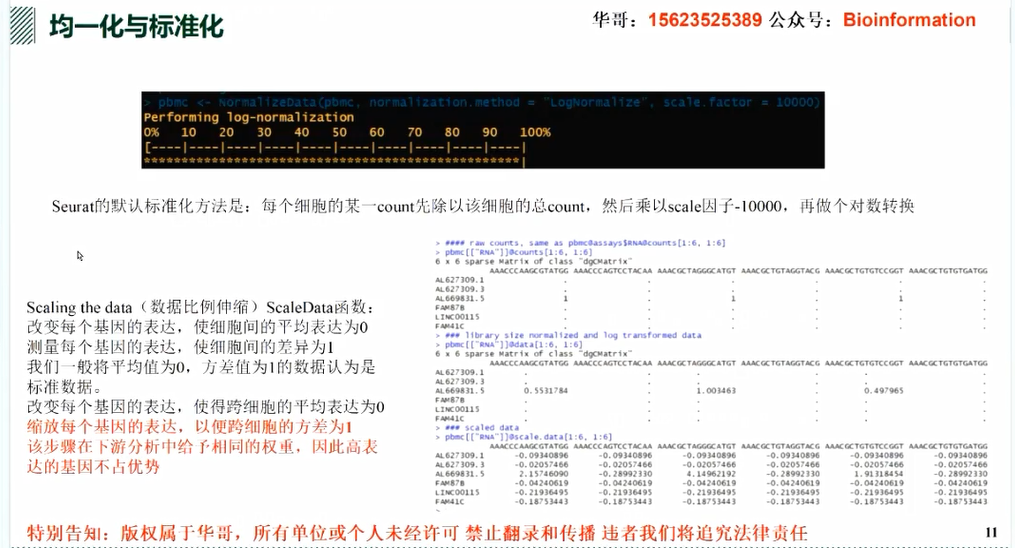 均一化与标准化
华哥：15623525389 公众号：Bioinformation
> pbmc <- NormalizeData(pbmc, normalization.method = "LogNormalize", scale.factor = 10000)
Performing log-normalization
0%   10   20   30   40   50   60   70   80   90   100%
[----|----|----|----|----|----|----|----|----|----|
**************************************************|
Seurat的默认标准化方法是：每个细胞的某一count先除以该细胞的总count，然后乘以scale因子-10000，再做个对数转换
Scaling the data（数据比例伸缩）ScaleData函数：
改变每个基因的表达，使细胞间的平均表达为0
测量每个基因的表达，使细胞间的差异为1
我们一般将平均值为0，方差值为1的数据认为是
标准数据。
改变每个基因的表达，使得跨细胞的平均表达为0
缩放每个基因的表达，以便跨细胞的方差为1
该步骤在下游分析中给予相同的权重，因此高表
达的基因不占优势
> #### raw counts, same as pbmc@assays$RNA@counts[1:6, 1:6]
> pbmc[["RNA"]]@counts[1:6, 1:6]
6 x 6 sparse Matrix of class "dgCMatrix"
AAACCCAAGCGTATGG AAACCCAGTCCTACAA AAACGCTAGGGCATGT AAACGCTGTAGGTACG AAACGCTGTGTCCGGT AAACGCTGTGTGATGG
AL627309.1 . . . . . .
AL627309.3 . . . . . .
AL669831.5 1 . 1 . 1 .
FAM87B . . . . . .
LINC00115 . . . . . .
FAM41C . . . . . .
> ### library size normalized and log transformed data
> pbmc[["RNA"]]@data[1:6, 1:6]
6 x 6 sparse Matrix of class "dgCMatrix"
AAACCCAAGCGTATGG AAACCCAGTCCTACAA AAACGCTAGGGCATGT AAACGCTGTAGGTACG AAACGCTGTGTCCGGT AAACGCTGTGTGATGG
AL627309.1 . . . . . .
AL627309.3 . . . . . .
AL669831.5 0.5531784 . 1.003463 . 0.497965 .
FAM87B . . . . . .
LINC00115 . . . . . .
FAM41C . . . . . .
> ### scaled data
> pbmc[["RNA"]]@scale.data[1:6, 1:6]
AAACCCAAGCGTATGG AAACCCAGTCCTACAA AAACGCTAGGGCATGT AAACGCTGTAGGTACG AAACGCTGTGTCCGGT AAACGCTGTGTGATGG
AL627309.1 -0.09340896 -0.09340896 -0.09340896 -0.09340896 -0.09340896 -0.09340896
AL627309.3 -0.02057466 -0.02057466 -0.02057466 -0.02057466 -0.02057466 -0.02057466
AL669831.5 2.15746090 -0.28992330 4.14962192 -0.28992330 1.91318454 -0.28992330
FAM87B -0.04240619 -0.04240619 -0.04240619 -0.04240619 -0.04240619 -0.04240619
LINC00115 -0.21936495 -0.21936495 -0.21936495 -0.21936495 -0.21936495 -0.21936495
FAM41C -0.18753443 -0.18753443 -0.18753443 -0.18753443 -0.18753443 -0.18753443
特别告知：版权属于华哥，所有单位或个人未经许可 禁止翻录和传播 违者我们将追究法律责任
11